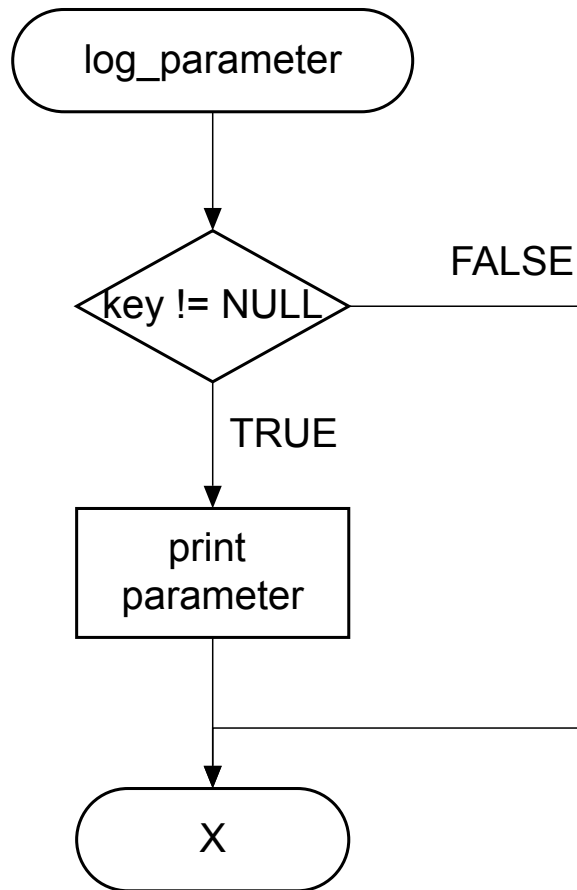 log_parameter
key != NULL
FALSE
TRUE
print
parameter
X